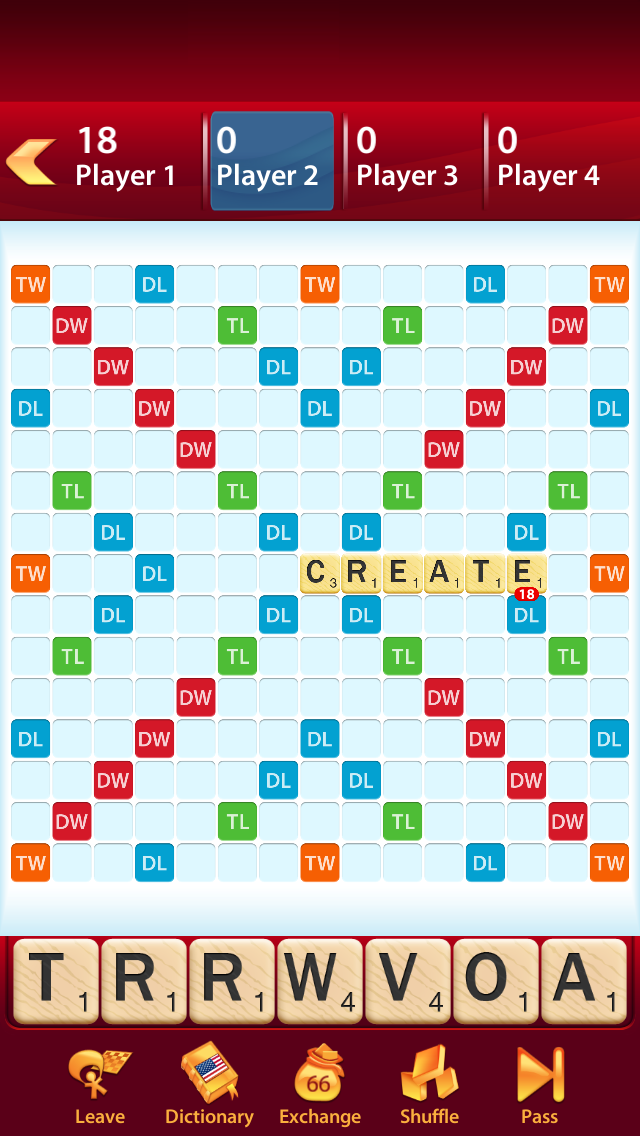 18 0 0 0
Player 1 Player 2 Player 3 Player 4
TW DL TW DL TW
DW TL TL DW
DW DL DL DW
DL DW DL DW DL
DW DW
TL TL TL TL
DL DL DL DL
TW DL C3 R1 E1 A1 T1 E1 TW
18
DL DL DL DL
TL TL TL TL
DW DW
DL DW DL DW DL
DW DL DL DW
DW TL TL DW
TW DL TW DL TW
T1 R1 R1 W4 V4 O1 A1
66
Leave Dictionary Exchange Shuffle Pass